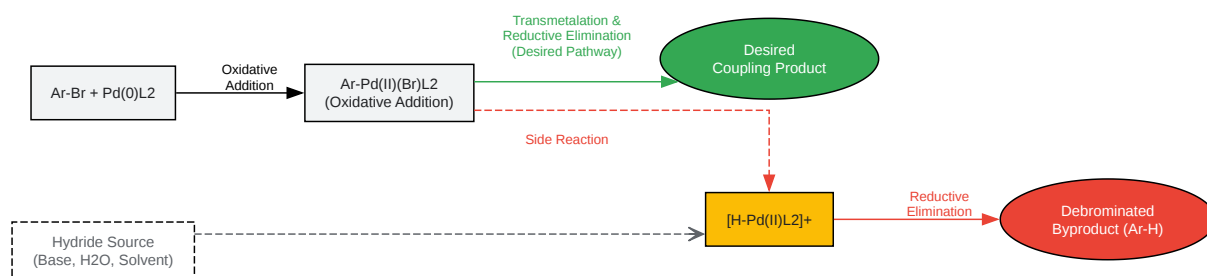 Transmetalation &
Reductive Elimination
(Desired Pathway)
Desired
Coupling Product
Oxidative
Addition
Ar-Br + Pd(0)L2
Ar-Pd(II)(Br)L2
(Oxidative Addition)
Side Reaction
Reductive
Elimination
[H-Pd(II)L2]+
Debrominated
Byproduct (Ar-H)
Hydride Source
(Base, H2O, Solvent)